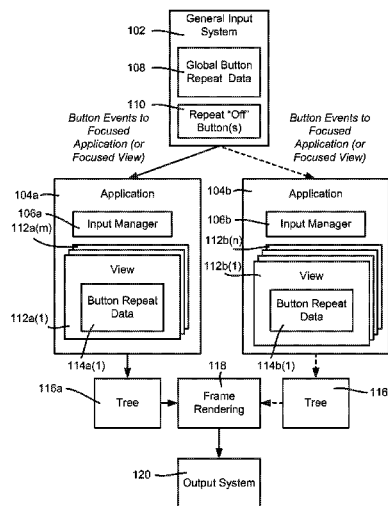 General Input
System
102
108
Global Button
Repeat Data
110
Repeat "Off"
Button(s)
Button Events to
Focused
Application (or
Focused View)
Button Events to
Focused
Application (or
Focused View)
104a
Application
104b
Application
106a
Input Manager
106b
Input Manager
112a(m)
112b(n)
112b(1)
View
View
Button Repeat
Data
Button Repeat
Data
112a(1)
114a(1)
114b(1)
118
116a
Tree
Frame
Rendering
Tree
116
120
Output System